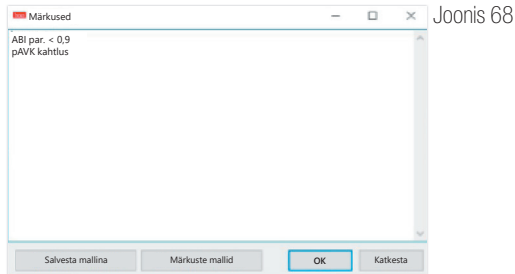 Märkused
Joonis 68
ABI par. < 0,9
pAVK kahtlus
Salvesta mallina
Märkuste mallid
OK
Katkesta